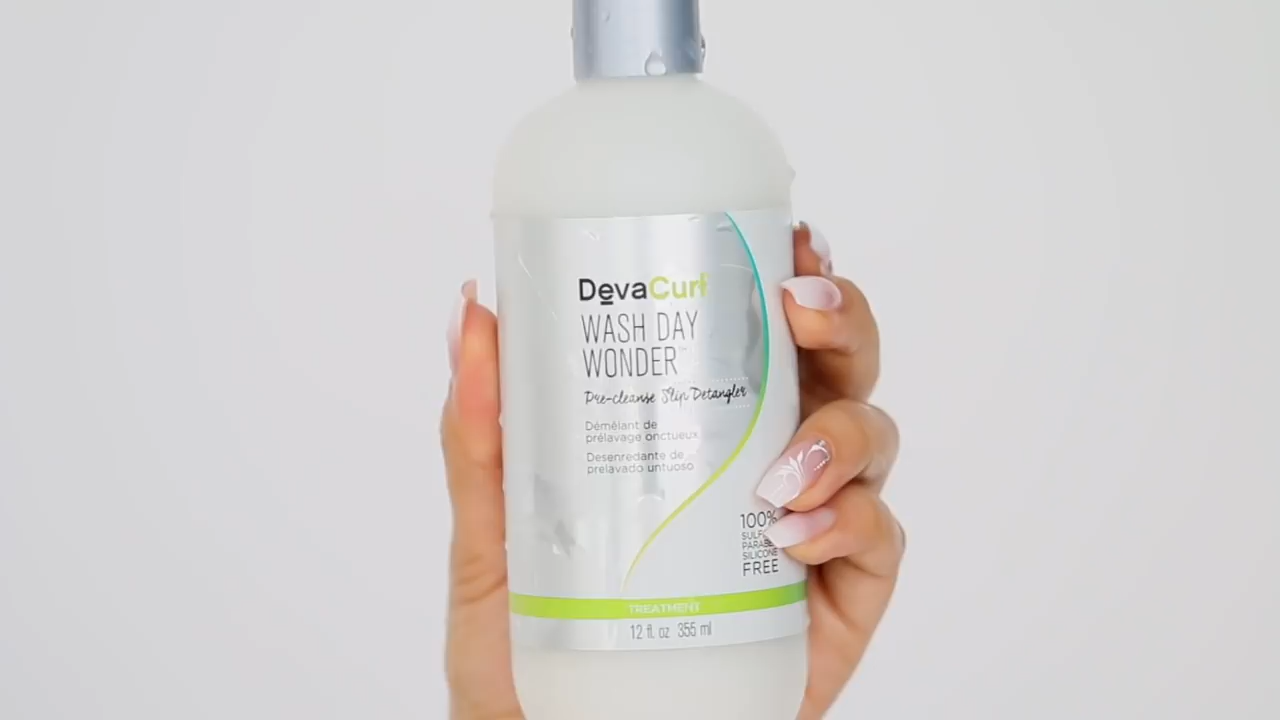 DevaCurl
WASH DAY
WONDER
Pre-cleanse Slip Detangler
Démêlant de
prélavage onctueux
Desenredante de
prelavado untuoso
100%
SILICONE
FREE
TREATMENT
12 fl. oz 355 ml